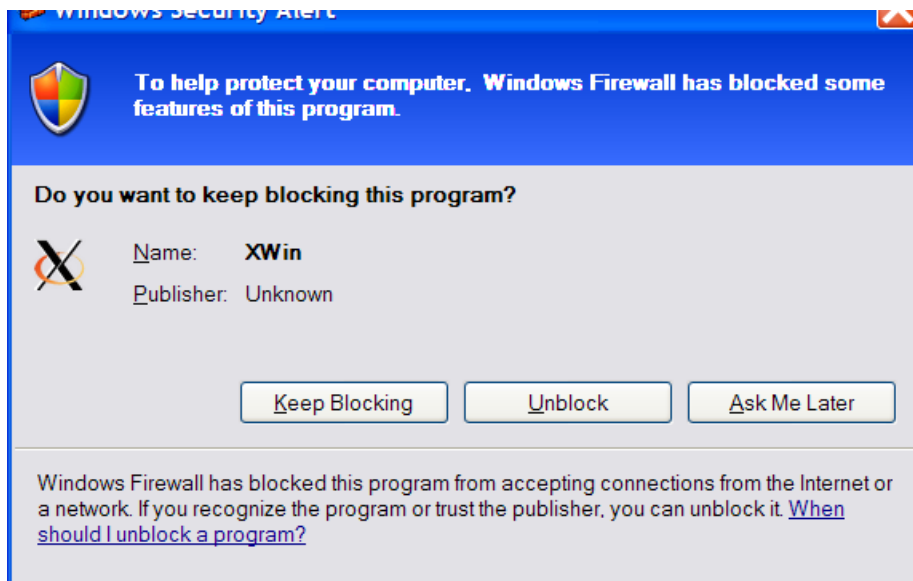 Windows Security Alert
To help protect your computer, Windows Firewall has blocked some
features of this program.
Do you want to keep blocking this program?
Name: XWin
Publisher: Unknown
Keep Blocking Unblock Ask Me Later
Windows Firewall has blocked this program from accepting connections from the Internet or
a network. If you recognize the program or trust the publisher, you can unblock it. When
should I unblock a program?